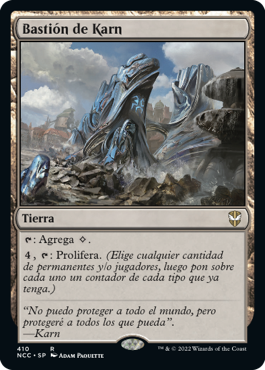 Bastión de Karn
Tierra
: Agrega .
4 , : Prolifera. (Elige cualquier cantidad
de permanentes y/o jugadores, luego pon sobre
cada uno un contador de cada tipo que ya
tenga.)
“No puedo proteger a todo el mundo, pero
protegeré a todos los que pueda”.
—Karn
410 R
NCC • SP Adam Paquette
™ & © 2022 Wizards of the Coast